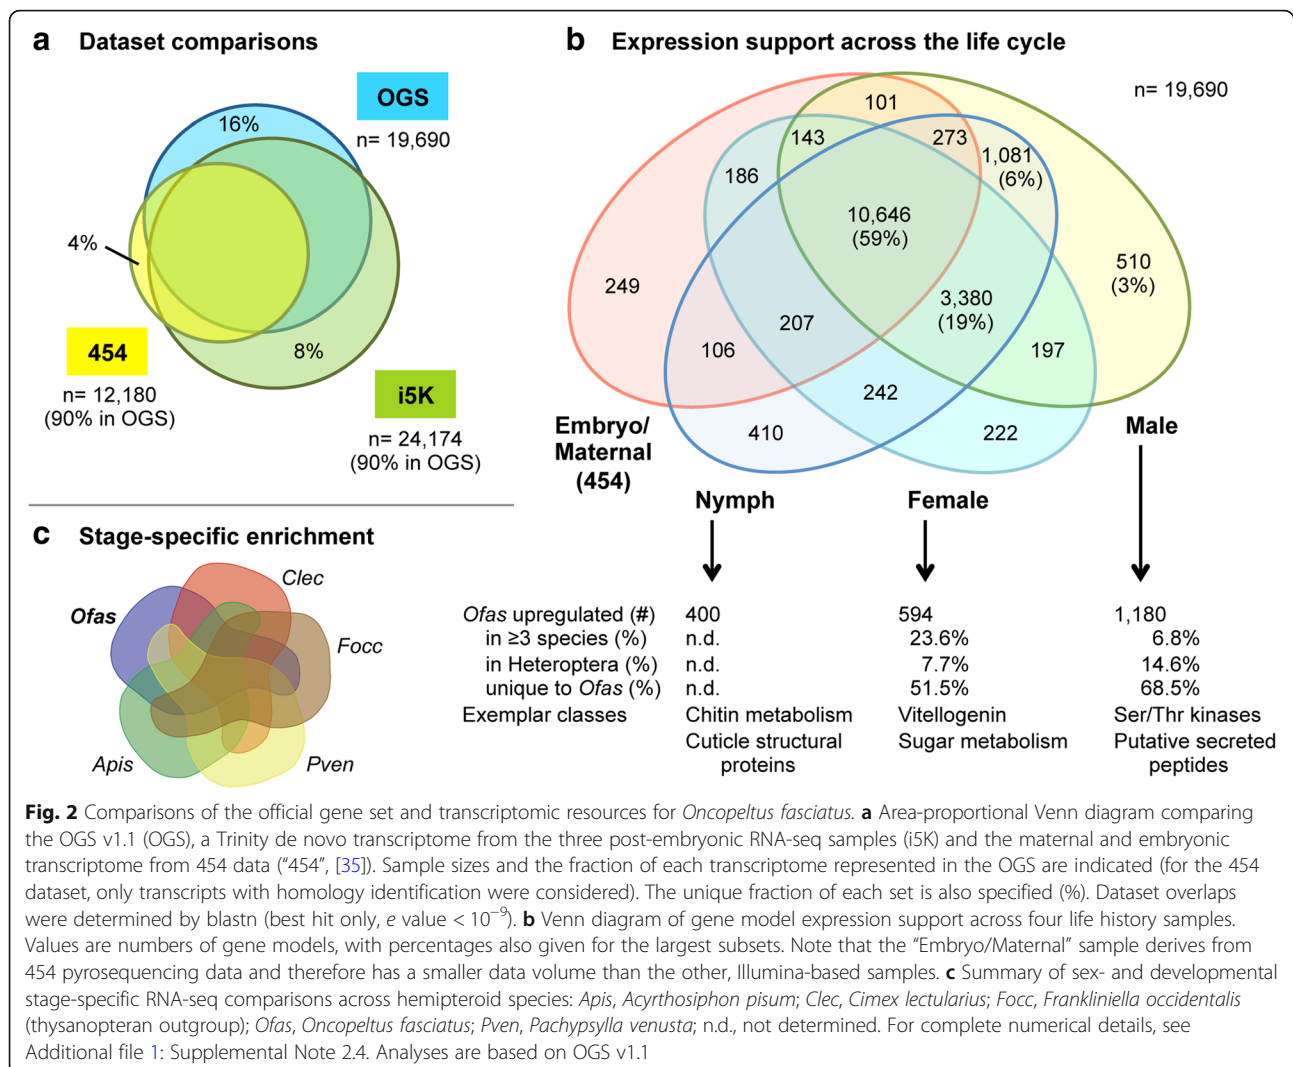 a Dataset comparisons
OGS
n= 19,690
16%
4%
454
n= 12,180
(90% in OGS)
8%
i5K
n= 24,174
(90% in OGS)
b Expression support across the life cycle
n= 19,690
101
143
273
1,081
(6%)
186
10,646
(59%)
510
(3%)
249
3,380
(19%)
207
106
197
242
410
222
Embryo/
Maternal
(454)
Nymph
Female
Male
c Stage-specific enrichment
Clec
Ofas
Focc
Apis
Pven
Ofas upregulated (#) 400 594 1,180
in ≥3 species (%) n.d. 23.6% 6.8%
in Heteroptera (%) n.d. 7.7% 14.6%
unique to Ofas (%) n.d. 51.5% 68.5%
Exemplar classes Chitin metabolism Vitellogenin Ser/Thr kinases
Cuticle structural Sugar metabolism Putative secreted
proteins peptides
Fig. 2 Comparisons of the official gene set and transcriptomic resources for Oncopeltus fasciatus. a Area-proportional Venn diagram comparing
the OGS v1.1 (OGS), a Trinity de novo transcriptome from the three post-embryonic RNA-seq samples (i5K) and the maternal and embryonic
transcriptome from 454 data (“454”, [35]). Sample sizes and the fraction of each transcriptome represented in the OGS are indicated (for the 454
dataset, only transcripts with homology identification were considered). The unique fraction of each set is also specified (%). Dataset overlaps
were determined by blastn (best hit only, e value < 10⁻⁹). b Venn diagram of gene model expression support across four life history samples.
Values are numbers of gene models, with percentages also given for the largest subsets. Note that the “Embryo/Maternal” sample derives from
454 pyrosequencing data and therefore has a smaller data volume than the other, Illumina-based samples. c Summary of sex- and developmental
stage-specific RNA-seq comparisons across hemipteroid species: Apis, Acyrthosiphon pisum; Clec, Cimex lectularius; Focc, Frankliniella occidentalis
(thysanopteran outgroup); Ofas, Oncopeltus fasciatus; Pven, Pachypsylla venusta; n.d., not determined. For complete numerical details, see
Additional file 1: Supplemental Note 2.4. Analyses are based on OGS v1.1